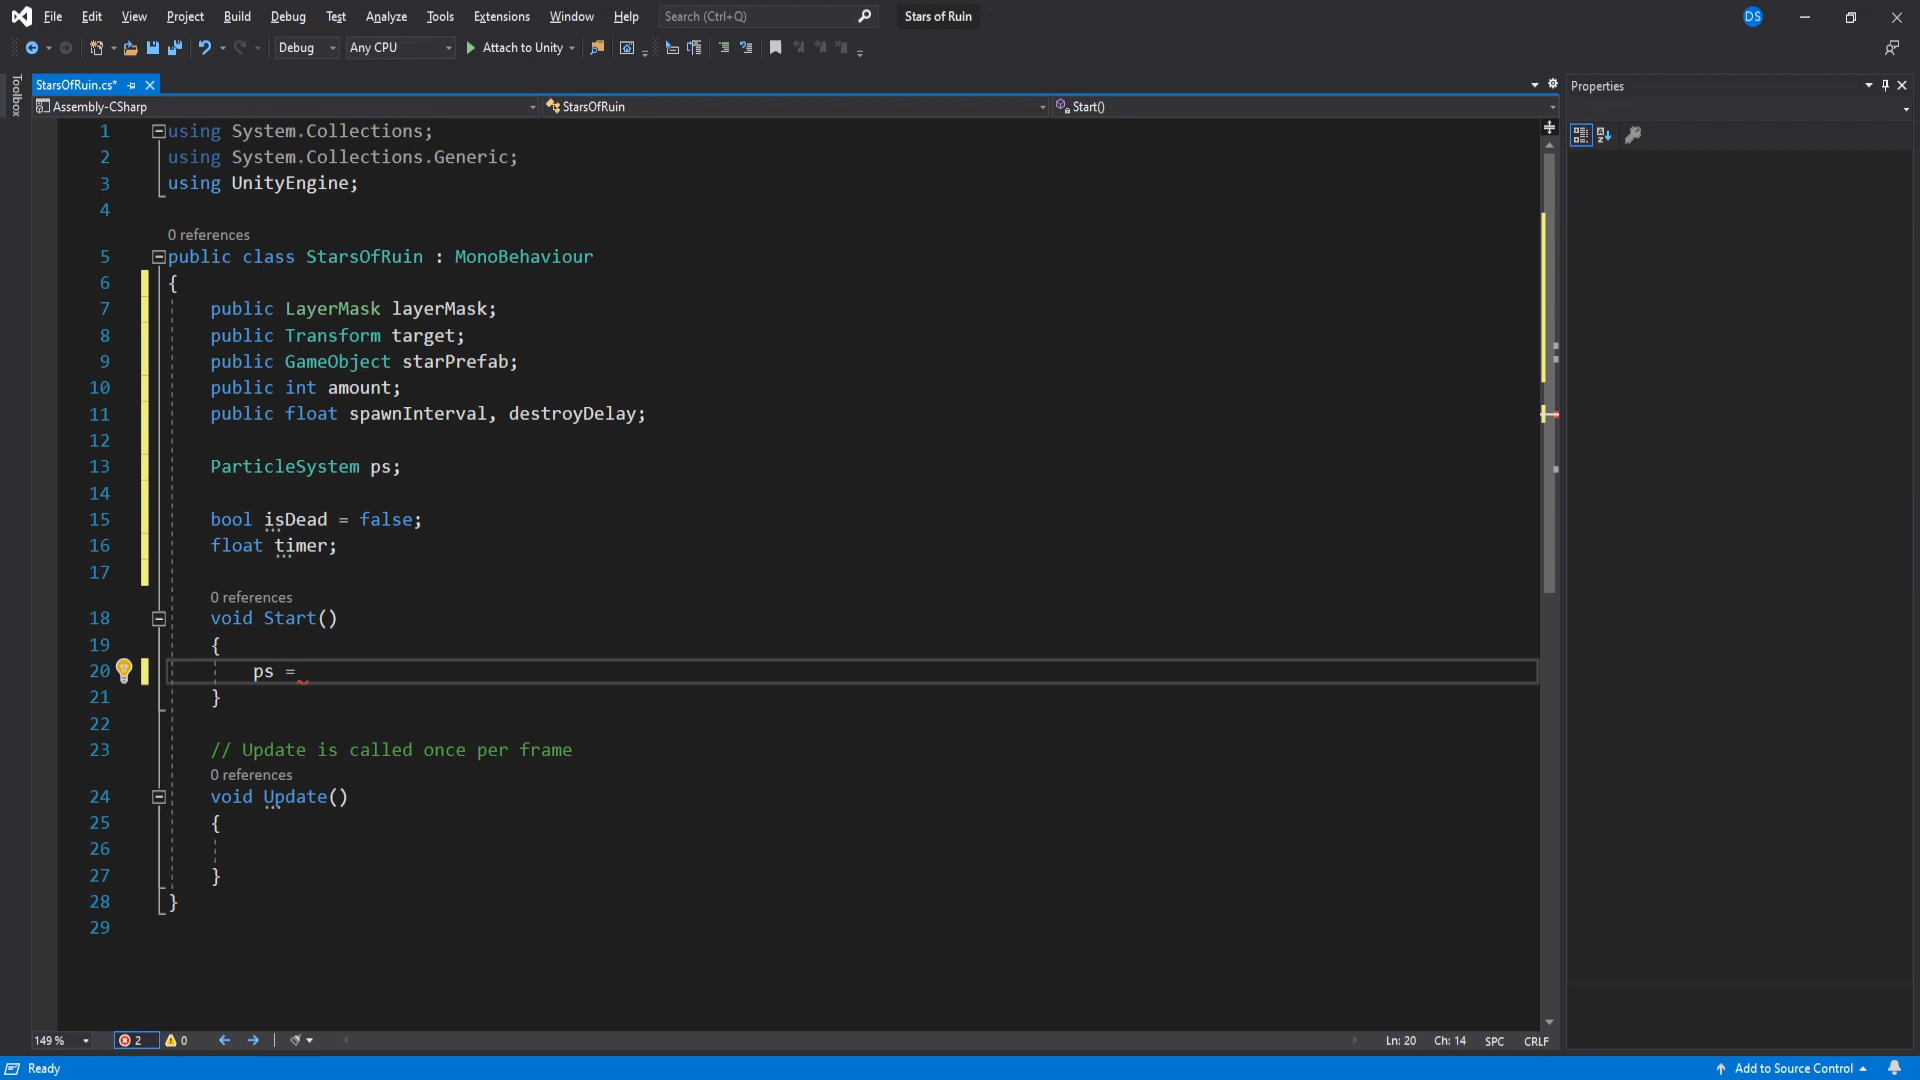 File Edit View Project Build Debug Test Analyze Tools Extensions Window Help Search (Ctrl+Q) Stars of Ruin DS
Debug Any CPU Attach to Unity
Toolbox
StarsOfRuin.cs*
Assembly-CSharp StarsOfRuin Start()
Properties
1 using System.Collections;
2 using System.Collections.Generic;
3 using UnityEngine;
4
0 references
5 public class StarsOfRuin : MonoBehaviour
6 {
7 public LayerMask layerMask;
8 public Transform target;
9 public GameObject starPrefab;
10 public int amount;
11 public float spawnInterval, destroyDelay;
12
13 ParticleSystem ps;
14
15 bool isDead = false;
16 float timer;
17
0 references
18 void Start()
19 {
20 ps =
21 }
22
23 // Update is called once per frame
0 references
24 void Update()
25 {
26
27 }
28 }
29
149 % 2 0 Ln: 20 Ch: 14 SPC CRLF
Ready Add to Source Control